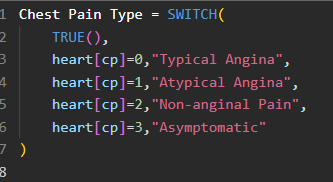 1 Chest Pain Type = SWITCH(
2 TRUE(),
3 heart[cp]=0,"Typical Angina",
4 heart[cp]=1,"Atypical Angina",
5 heart[cp]=2,"Non-anginal Pain",
6 heart[cp]=3,"Asymptomatic"
7 )
8